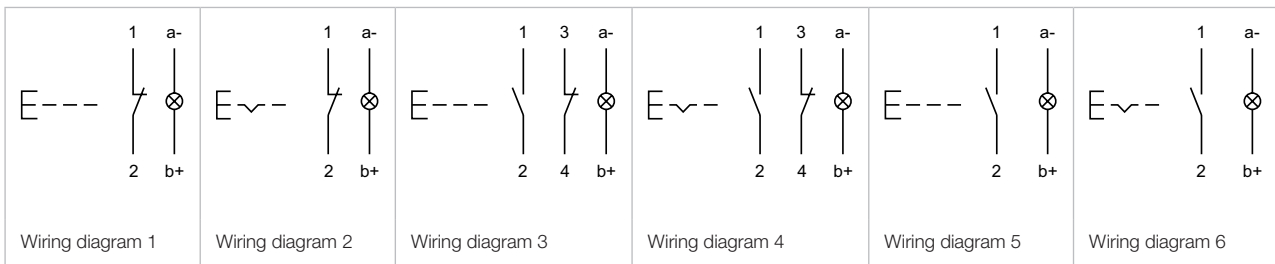 1 a-
2 b+
Wiring diagram 1
1 a-
2 b+
Wiring diagram 2
1 3 a-
2 4 b+
Wiring diagram 3
1 3 a-
2 4 b+
Wiring diagram 4
1 a-
2 b+
Wiring diagram 5
1 a-
2 b+
Wiring diagram 6